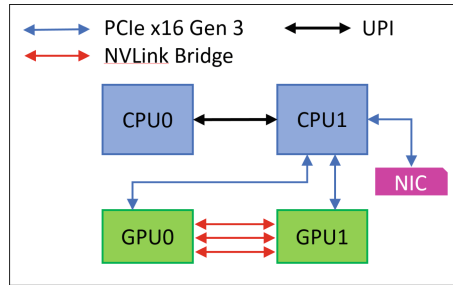 PCIe x16 Gen 3
UPI
NVLink Bridge
CPU0
CPU1
NIC
GPU0
GPU1